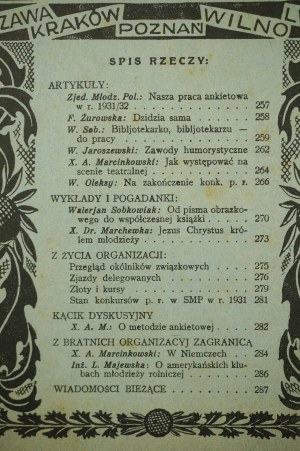 ZAWA KRAKÓW POZNAŃ WILNO L
SPIS RZECZY:
ARTYKUŁY:
Zjed. Młodz. Pol.: Nasza praca ankietowa
w r. 1931/32 257
F. Żurowska: Dzidzia sama 258
W. Sob.: Bibljotekarko, bibljotekarzu —
do pracy 259
W. Jaroszewski: Zawody humorystyczne 262
X. A. Marcinkowski: Jak występować na
scenie teatralnej 264
W. Oleksy: Na zakończenie konk. p. r. 266
WYKŁADY I POGADANKI:
Walerjan Sobkowiak: Od pisma obrazko-
wego do współczesnej książki 270
X. Dr. Marchewka: Jezus Chrystus kró-
lem młodzieży 273
Z ŻYCIA ORGANIZACJI:
Przegląd okólników związkowych 275
Zjazdy delegowanych 276
Zloty i kursy 279
Stan konkursów p. r. w SMP w r. 1931 281
KĄCIK DYSKUSYJNY
X. A. M.: O metodzie ankietowej 282
Z BRATNICH ORGANIZACYJ ZAGRANICĄ
X. A. Marcinkowski: W Niemczech 284
Inż. L. Majewska: O amerykańskich klu-
bach młodzieży rolniczej 286
WIADOMOŚCI BIEŻĄCE 287